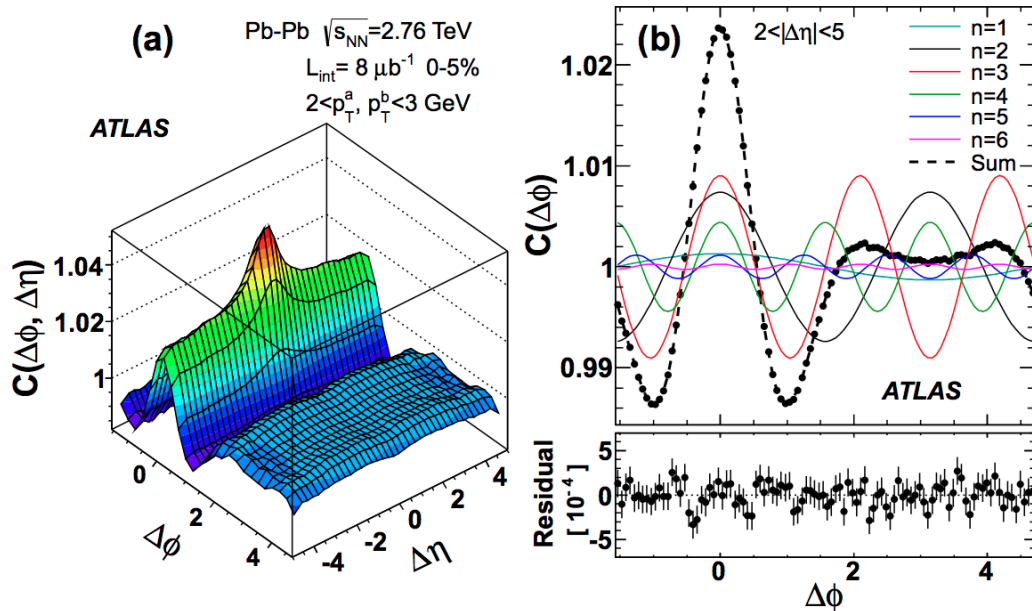 (a)
Pb-Pb √s_NN=2.76 TeV
L_int= 8 μb⁻¹ 0-5%
2<p_T^a, p_T^b<3 GeV
ATLAS
C(Δϕ, Δη)
1.04
1.02
1
0
2
4
Δϕ
-4
-2
0
2
4
Δη
(b)
2<|Δη|<5
n=1
n=2
n=3
n=4
n=5
n=6
Sum
C(Δϕ)
1.02
1.01
1
0.99
ATLAS
Residual
[ 10⁻⁴ ]
5
0
-5
0
2
4
Δϕ